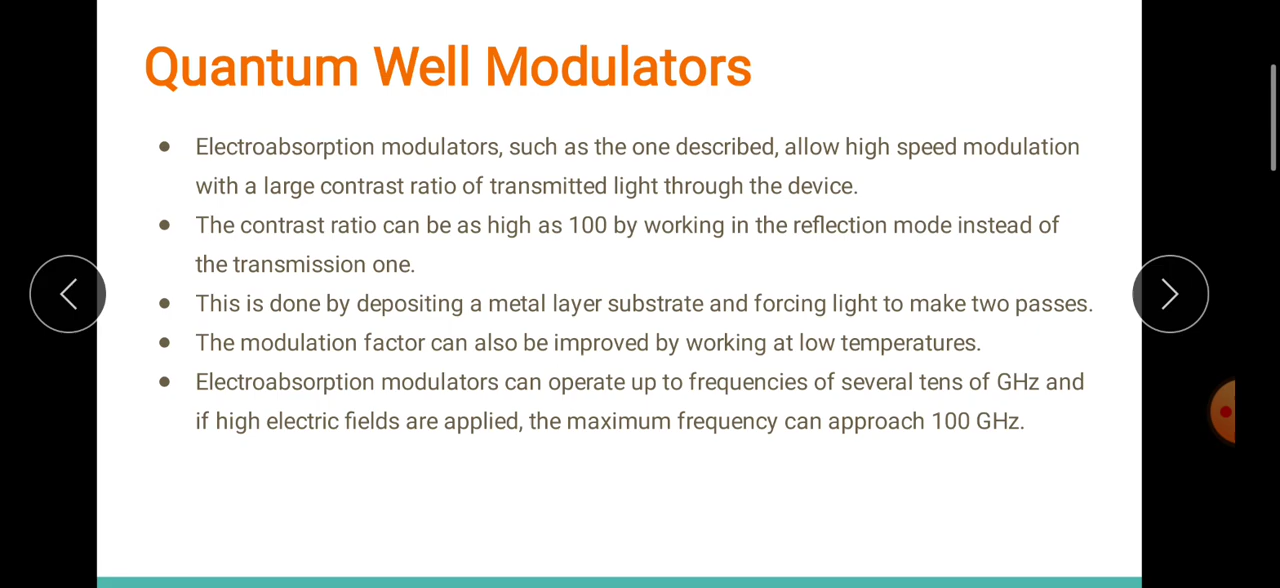 Quantum Well Modulators
● Electroabsorption modulators, such as the one described, allow high speed modulation
with a large contrast ratio of transmitted light through the device.
● The contrast ratio can be as high as 100 by working in the reflection mode instead of
the transmission one.
● This is done by depositing a metal layer substrate and forcing light to make two passes.
● The modulation factor can also be improved by working at low temperatures.
● Electroabsorption modulators can operate up to frequencies of several tens of GHz and
if high electric fields are applied, the maximum frequency can approach 100 GHz.